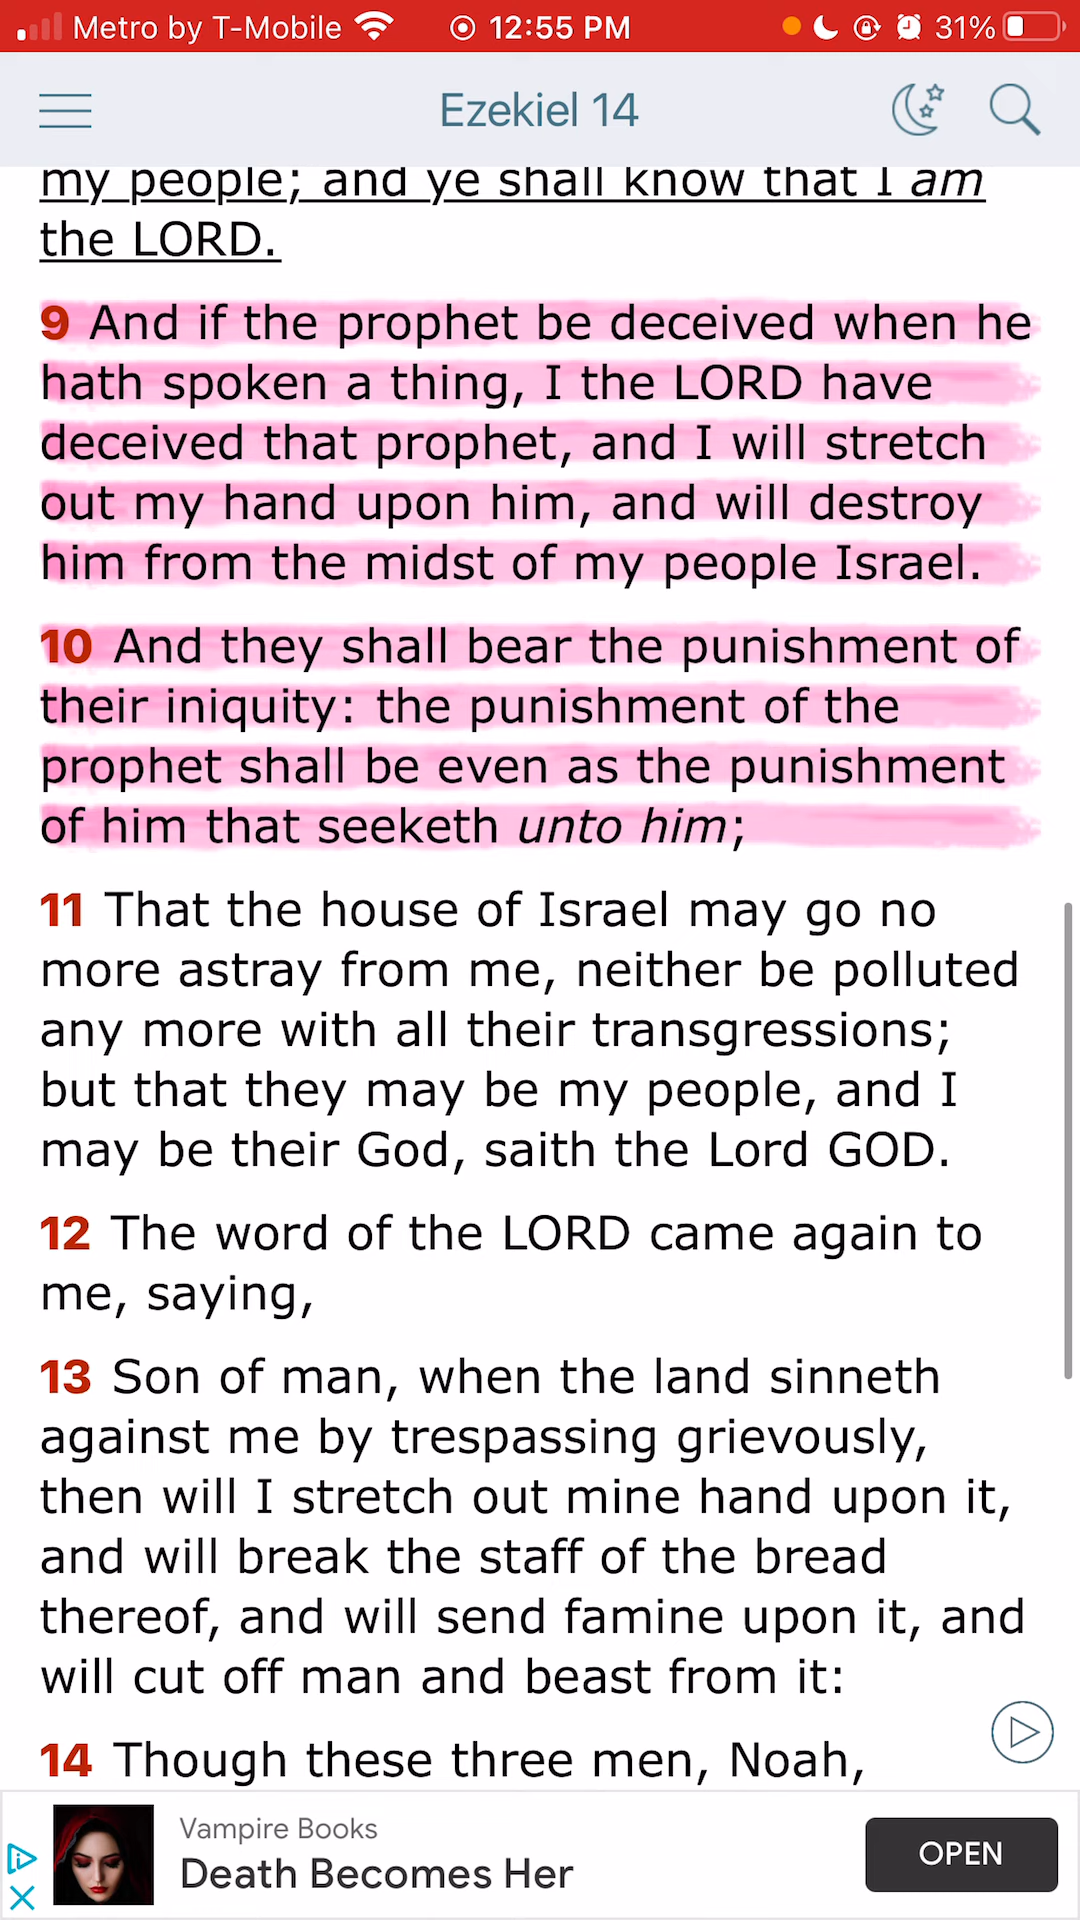 Metro by T-Mobile 12:55 PM 31%
Ezekiel 14
my people; and ye shall know that I am
the LORD.
9 And if the prophet be deceived when he
hath spoken a thing, I the LORD have
deceived that prophet, and I will stretch
out my hand upon him, and will destroy
him from the midst of my people Israel.
10 And they shall bear the punishment of
their iniquity: the punishment of the
prophet shall be even as the punishment
of him that seeketh unto him;
11 That the house of Israel may go no
more astray from me, neither be polluted
any more with all their transgressions;
but that they may be my people, and I
may be their God, saith the Lord GOD.
12 The word of the LORD came again to
me, saying,
13 Son of man, when the land sinneth
against me by trespassing grievously,
then will I stretch out mine hand upon it,
and will break the staff of the bread
thereof, and will send famine upon it, and
will cut off man and beast from it:
14 Though these three men, Noah,
Vampire Books
Death Becomes Her
OPEN